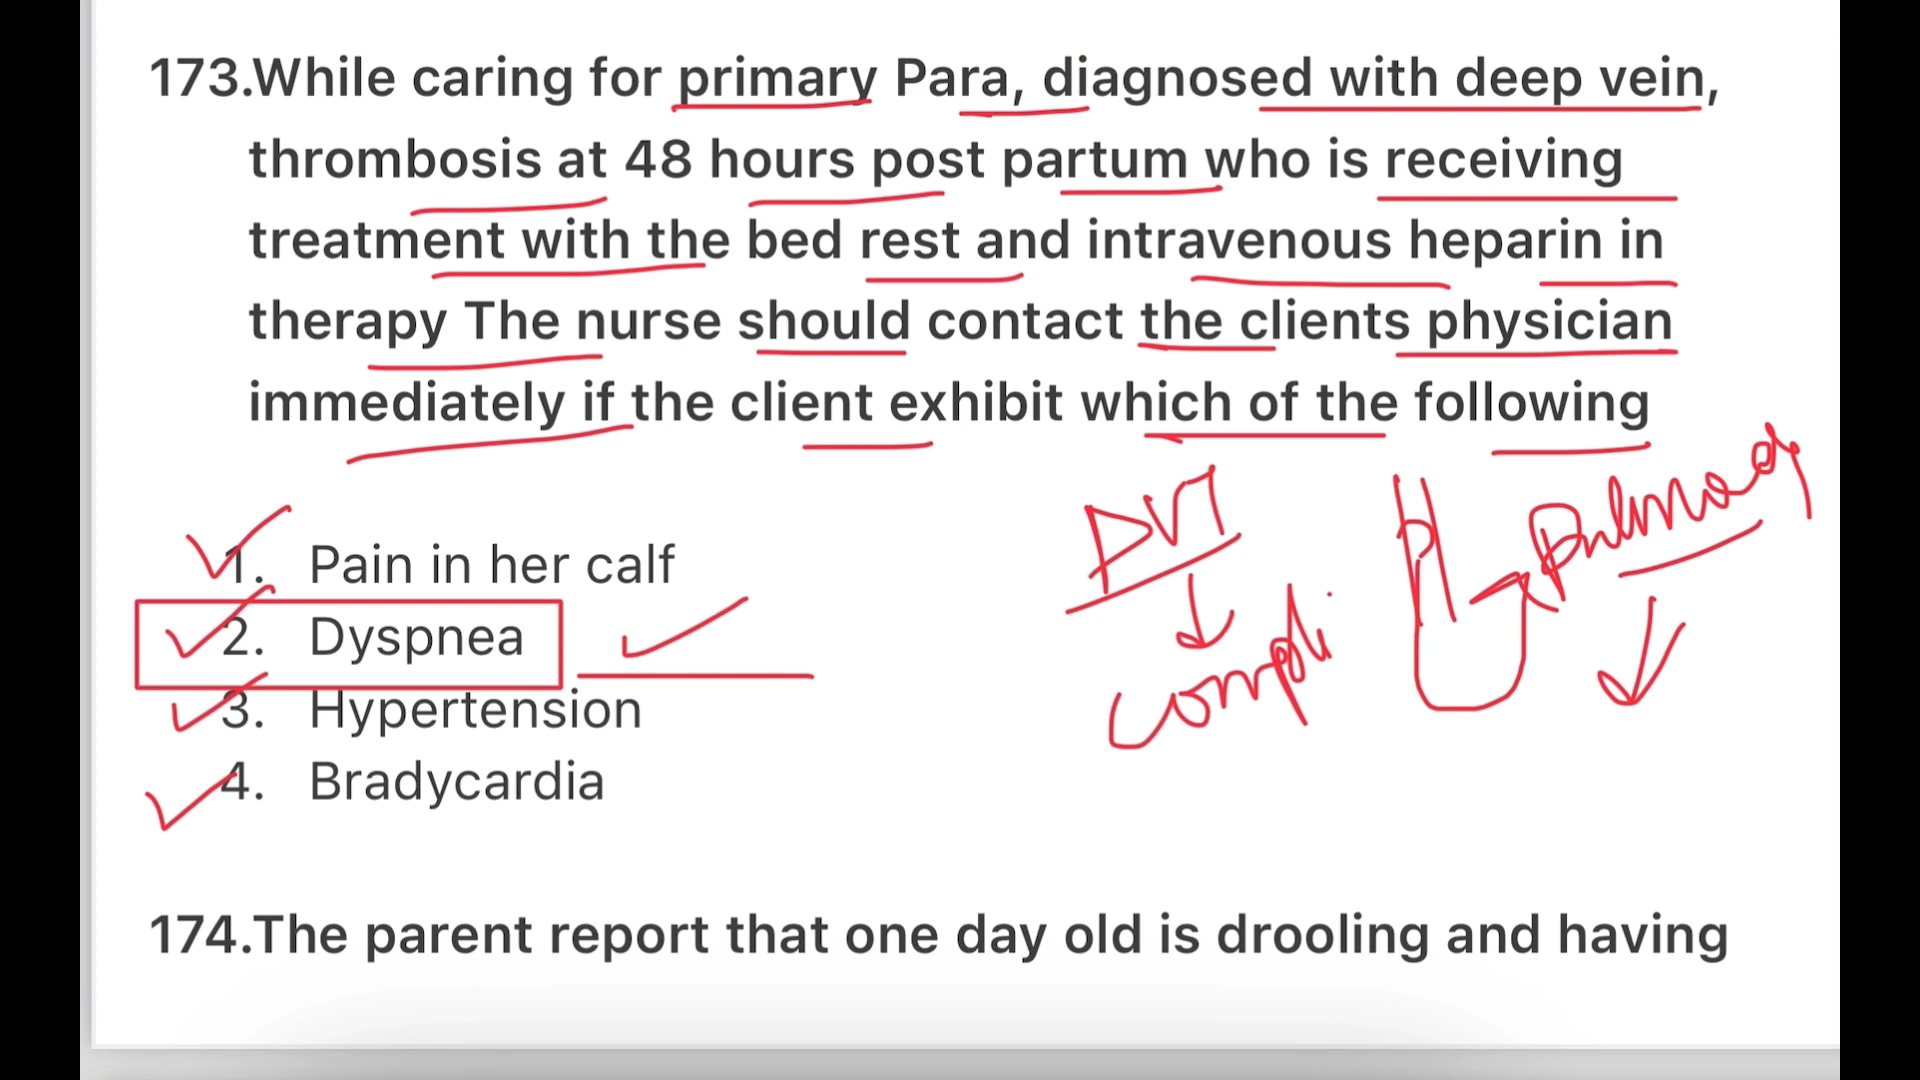 173.While caring for primary Para, diagnosed with deep vein,
thrombosis at 48 hours post partum who is receiving
treatment with the bed rest and intravenous heparin in
therapy The nurse should contact the clients physician
immediately if the client exhibit which of the following
1. Pain in her calf
2. Dyspnea
3. Hypertension
4. Bradycardia
DVT
compli
174.The parent report that one day old is drooling and having